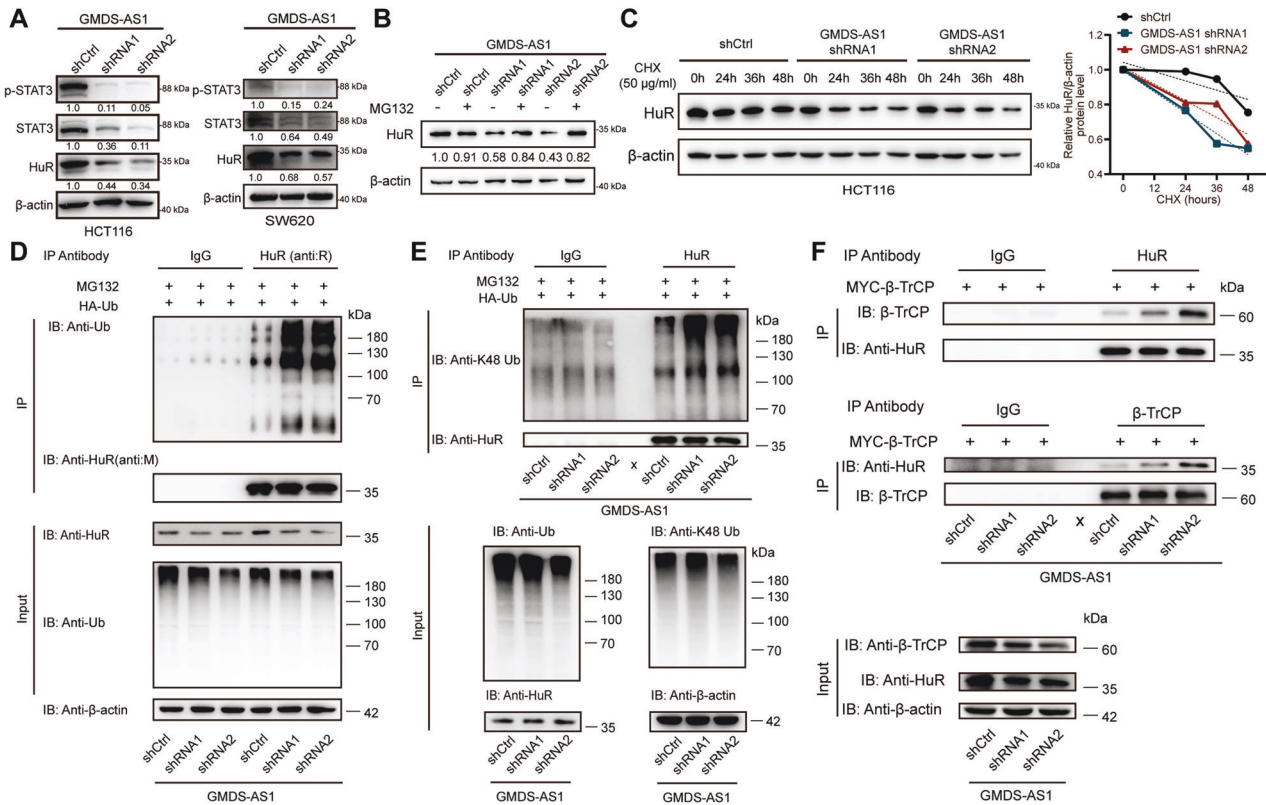 A
GMDS-AS1
shCtrl shRNA1 shRNA2
p-STAT3 88 kDa
1.0 0.11 0.05
STAT3 88 kDa
1.0 0.36 0.11
HuR 35 kDa
1.0 0.44 0.34
β-actin 40 kDa
HCT116
GMDS-AS1
shCtrl shRNA1 shRNA2
p-STAT3 88 kDa
1.0 0.15 0.24
STAT3 88 kDa
1.0 0.64 0.49
HuR 35 kDa
1.0 0.68 0.57
β-actin 40 kDa
SW620
B
GMDS-AS1
shCtrl shCtrl shRNA1 shRNA1 shRNA2 shRNA2
MG132 - + - + - +
HuR 35 kDa
1.0 0.91 0.58 0.84 0.43 0.82
β-actin 40 kDa
C
shCtrl GMDS-AS1 shRNA1 GMDS-AS1 shRNA2
CHX (50 μg/ml) 0h 24h 36h 48h 0h 24h 36h 48h 0h 24h 36h 48h
HuR -35 kDa
β-actin -40 kDa
HCT116
shCtrl
GMDS-AS1 shRNA1
GMDS-AS1 shRNA2
Relative HuR/β-actin protein level
1.2
1.0
0.8
0.6
0.4
0 12 24 36 48
CHX (hours)
D
IP Antibody IgG HuR (anti:R)
MG132 + + + + + +
HA-Ub + + + + + +
kDa
IP
IB: Anti-Ub
180
130
100
70
IB: Anti-HuR(anti:M)
35
Input
IB: Anti-HuR 35
IB: Anti-Ub
180
130
100
70
IB: Anti-β-actin 42
shCtrl shRNA1 shRNA2 shCtrl shRNA1 shRNA2
GMDS-AS1
E
IP Antibody IgG HuR
MG132 + + + + + +
HA-Ub + + + + + +
kDa
IP
IB: Anti-K48 Ub
180
130
100
70
IB: Anti-HuR 35
shCtrl shRNA1 shRNA2 x shCtrl shRNA1 shRNA2
GMDS-AS1
Input
IB: Anti-Ub IB: Anti-K48 Ub
kDa
180 180
130 130
100 100
70 70
IB: Anti-HuR IB: Anti-β-actin
35 42
shCtrl shRNA1 shRNA2 shCtrl shRNA1 shRNA2
GMDS-AS1 GMDS-AS1
F
IP Antibody IgG HuR
MYC-β-TrCP + + + + + + kDa
IP
IB: β-TrCP 60
IB: Anti-HuR 35
IP Antibody IgG β-TrCP
MYC-β-TrCP + + + + + +
IP
IB: Anti-HuR 35
IB: β-TrCP 60
shCtrl shRNA1 shRNA2 x shCtrl shRNA1 shRNA2
GMDS-AS1
kDa
Input
IB: Anti-β-TrCP 60
IB: Anti-HuR 35
IB: Anti-β-actin 42
shCtrl shRNA1 shRNA2
GMDS-AS1